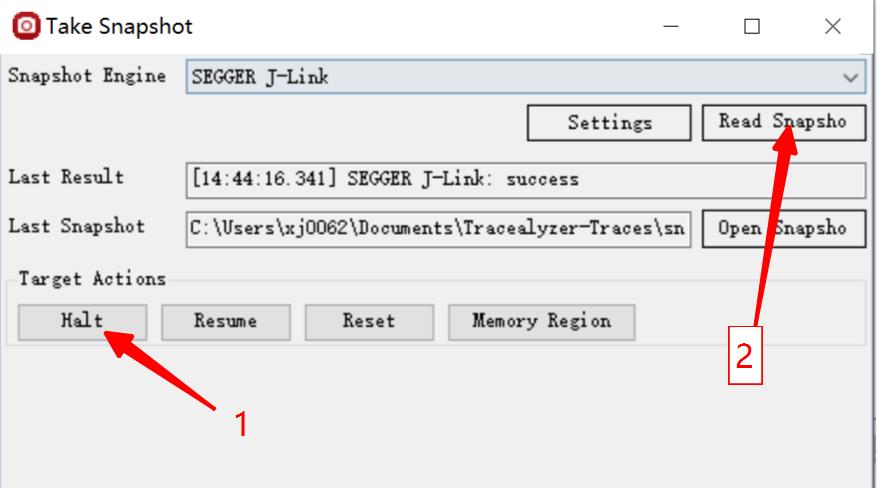 Take Snapshot
Snapshot Engine SEGGER J-Link
Settings Read Snapsho
Last Result [14:44:16.341] SEGGER J-Link: success
Last Snapshot C:\Users\xj0062\Documents\Tracealyzer-Traces\sn Open Snapsho
Target Actions
Halt Resume Reset Memory Region
2
1